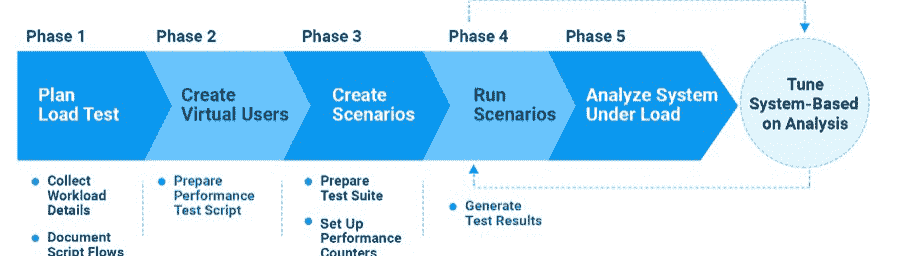 Phase 1
Phase 2
Phase 3
Phase 4
Phase 5
Plan
Load Test
Create
Virtual Users
Create
Scenarios
Run
Scenarios
Analyze System
Under Load
Tune
System-Based
on Analysis
Collect
Workload
Details
Document
Script Flows
Prepare
Performance
Test Script
Prepare
Test Suite
Set Up
Performance
Counters
Generate
Test Results